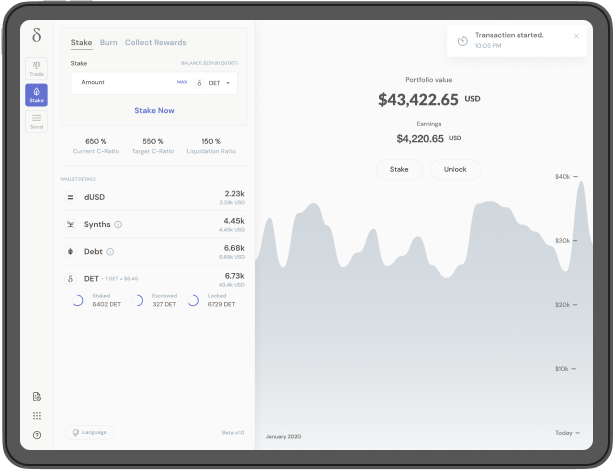 δ
Trade
Stake
Send
Stake Burn Collect Rewards
Stake
Amount
MAX
δ DET
Stake Now
650 %
Current C-Ratio
550 %
Target C-Ratio
150 %
Liquidation Ratio
WALLET DETAILS
dUSD
2.23k
2.23k USD
Synths
4.45k
4.45k USD
Debt
6.68k
6.68k USD
δ DET • 1 DET = $6.45
6.73k
43.4k USD
Staked
6402 DET
Escrowed
327 DET
Locked
6729 DET
Language
Beta v1.0
Transaction started.
10:05 PM
Portfolio value
$43,422.65 USD
Earnings
$4,220.65 USD
Stake
Unlock
$40k
$30k
$20k
$10k
January 2020
Today